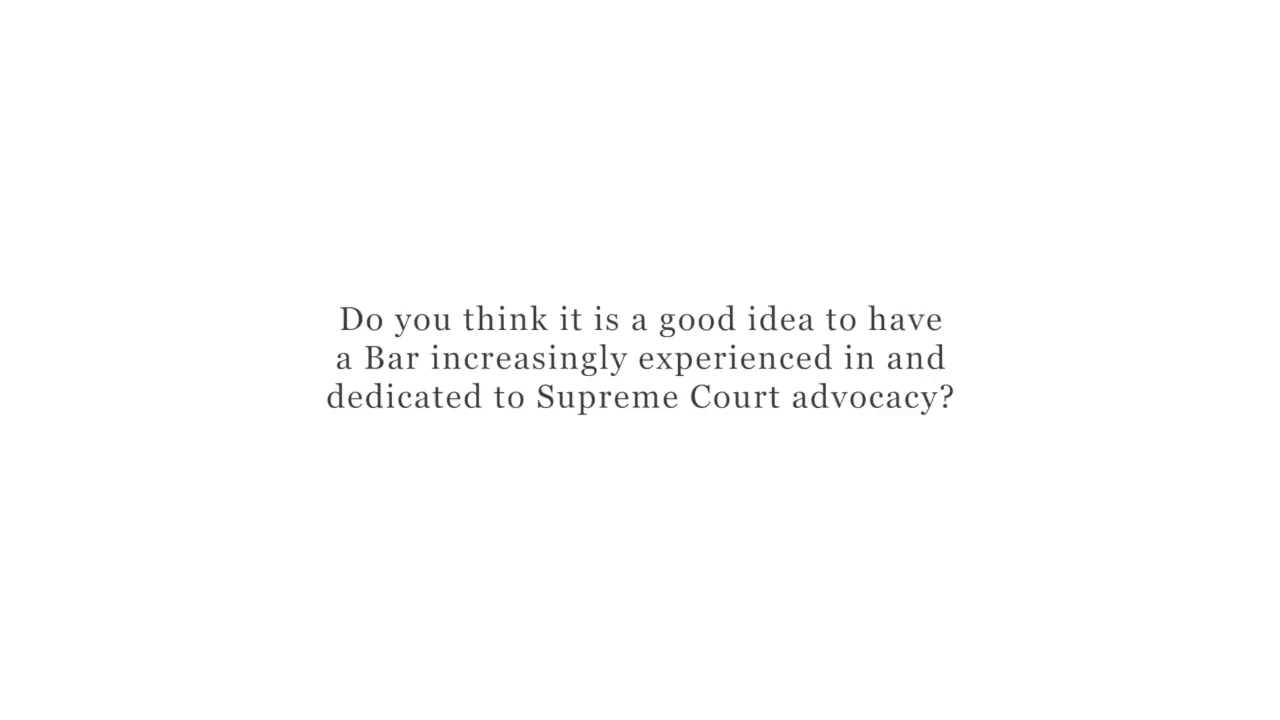 Do you think it is a good idea to have
a Bar increasingly experienced in and
dedicated to Supreme Court advocacy?